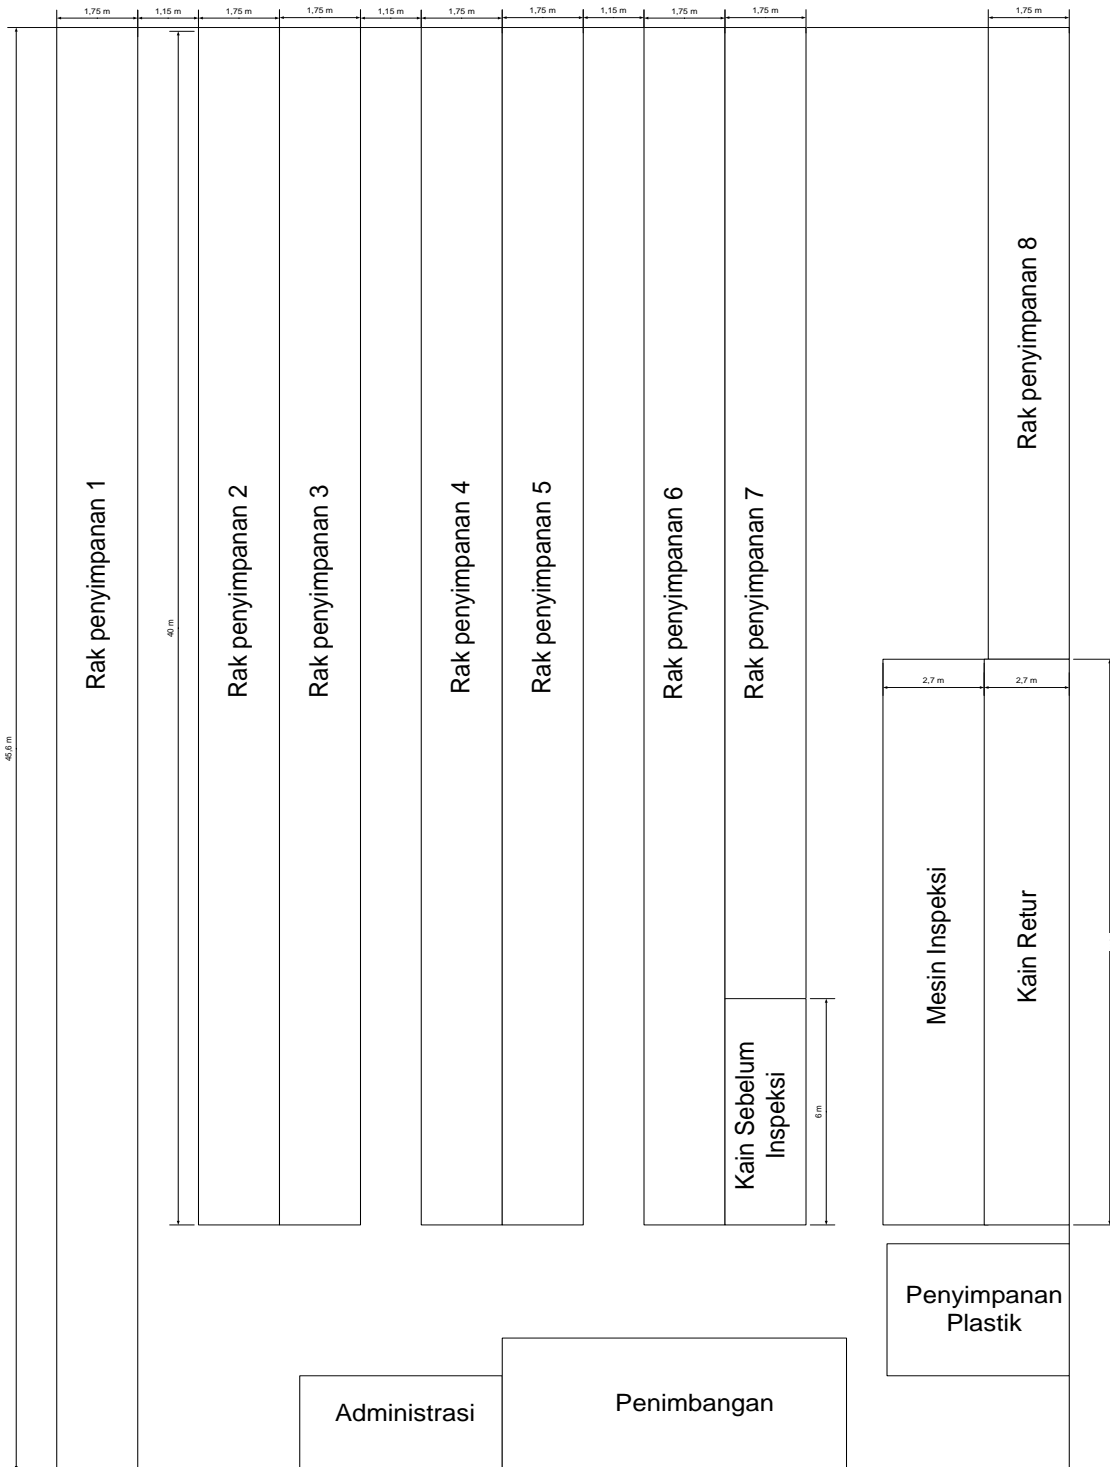 1,75 m 1,15 m 1,75 m 1,75 m 1,15 m 1,75 m 1,75 m 1,15 m 1,75 m 1,75 m 1,75 m
45,6 m
40 m
Rak penyimpanan 1
Rak penyimpanan 2
Rak penyimpanan 3
Rak penyimpanan 4
Rak penyimpanan 5
Rak penyimpanan 6
Rak penyimpanan 7
Rak penyimpanan 8
2,7 m 2,7 m
Mesin Inspeksi
Kain Retur
Kain Sebelum
Inspeksi
6 m
Penyimpanan
Plastik
Administrasi
Penimbangan